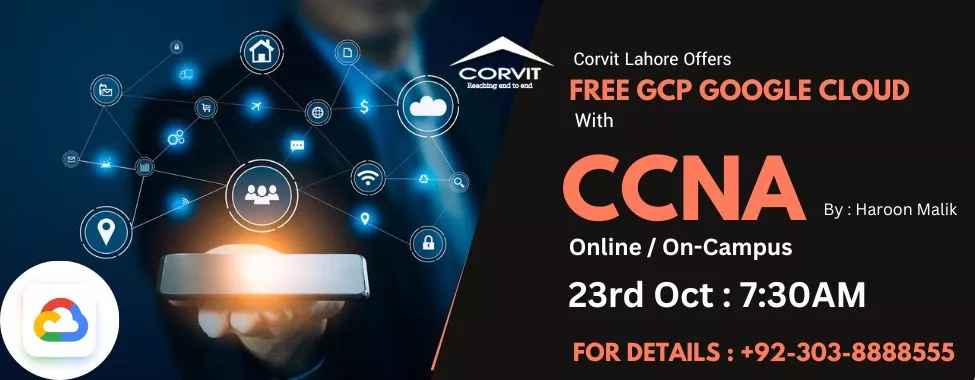 CORVIT
Reaching end to end
Corvit Lahore Offers
FREE GCP GOOGLE CLOUD
With
CCNA
By : Haroon Malik
Online / On-Campus
23rd Oct : 7:30AM
FOR DETAILS : +92-303-8888555